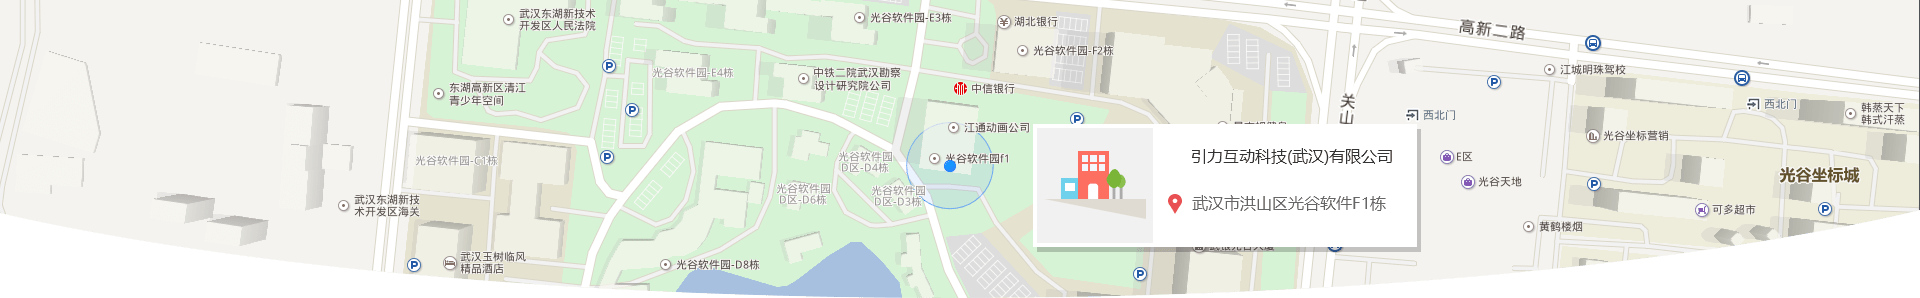 武汉东湖新技术
开发区人民法院
光谷软件园-E3栋
湖北银行
光谷软件园-F2栋
高新二路
江城明珠驾校
光谷软件园-E4栋
中铁二院武汉勘察
设计研究院公司
中信银行
东湖高新区清江
青少年空间
关山
西北门
西北门
韩蒸天下
韩式汗蒸
江通动画公司
光谷坐标营销
光谷软件园-C1栋
光谷软件园
D区-D4栋
光谷软件园f1
引力互动科技(武汉)有限公司
E区
光谷天地
光谷坐标城
光谷软件园
D区-D6栋
光谷软件园
D区-D3栋
武汉市洪山区光谷软件F1栋
武汉东湖新技
术开发区海关
可多超市
黄鹤楼烟
武汉玉树临风
精品酒店
光谷软件园-D8栋